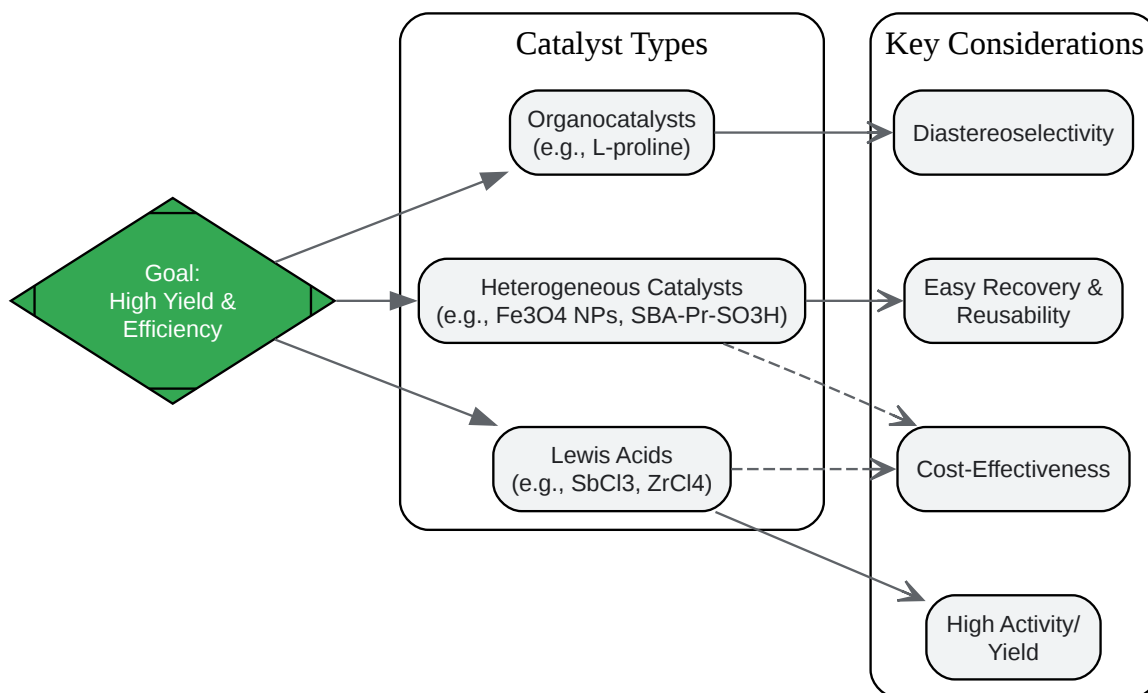 Catalyst Types
Key Considerations
Organocatalysts
(e.g., L-proline)
Diastereoselectivity
Goal:
High Yield &
Efficiency
Heterogeneous Catalysts
(e.g., Fe3O4 NPs, SBA-Pr-SO3H)
Easy Recovery &
Reusability
Lewis Acids
(e.g., SbCl3, ZrCl4)
Cost-Effectiveness
High Activity/
Yield